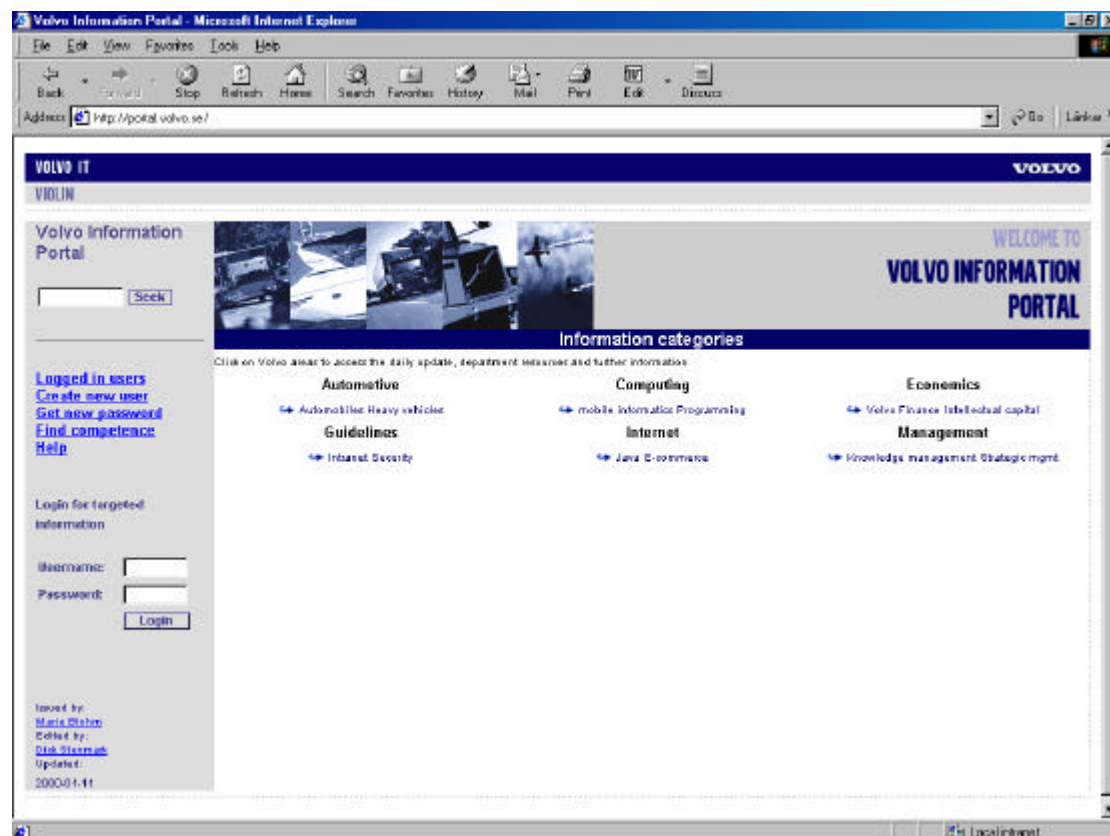 Volvo Information Portal - Microsoft Internet Explorer
File Edit View Favorites Tools Help
Back Forward Stop Refresh Home Search Favorites History Mail Print Edit Discuss
Address http://portal.volvo.se/ Go Länkar
VOLVO IT VOLVO
VIOLIN
Volvo Information
Portal
Seek
WELCOME TO
VOLVO INFORMATION
PORTAL
Information categories
Click on Volvo areas to access the daily update, department resources and further information
Automotive Computing Economics
Automobiles Heavy vehicles mobile informatics Programming Volvo Finance Intellectual capital
Guidelines Internet Management
Intranet Security Java E-commerce Knowledge management Strategic mgmt
Logged in users
Create new user
Get new password
Find competence
Help
Login for targeted
information
Username:
Password:
Login
Issued by:
Maria
Edited by:
Dick Stenmark
Updated:
2000-01-11
Local intranet